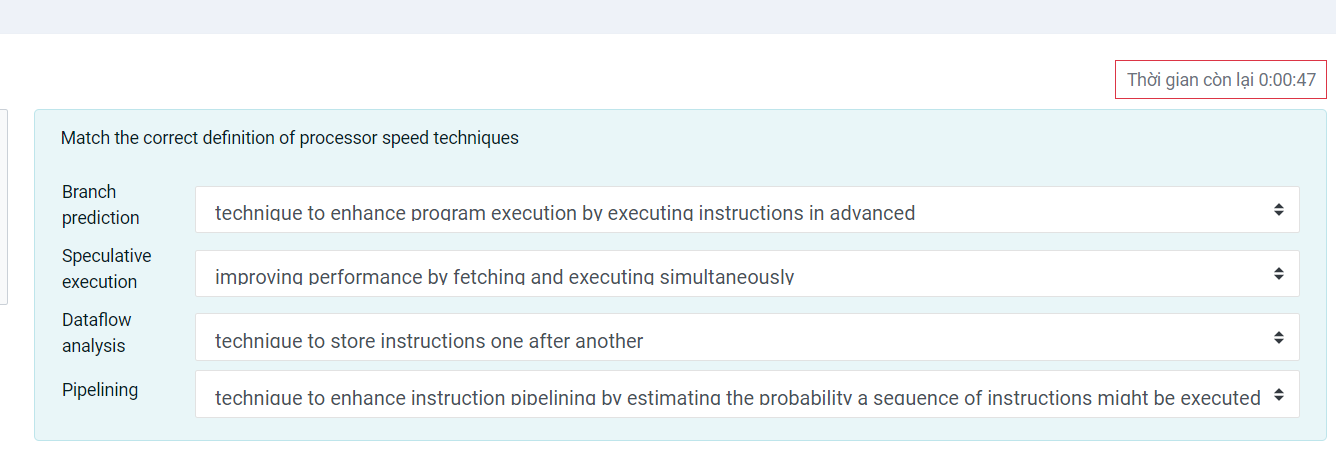 Thời gian còn lại 0:00:47
Match the correct definition of processor speed techniques
Branch
prediction
technique to enhance program execution by executing instructions in advanced
Speculative
execution
improving performance by fetching and executing simultaneously
Dataflow
analysis
technique to store instructions one after another
Pipelining
technique to enhance instruction pipelining by estimating the probability a sequence of instructions might be executed